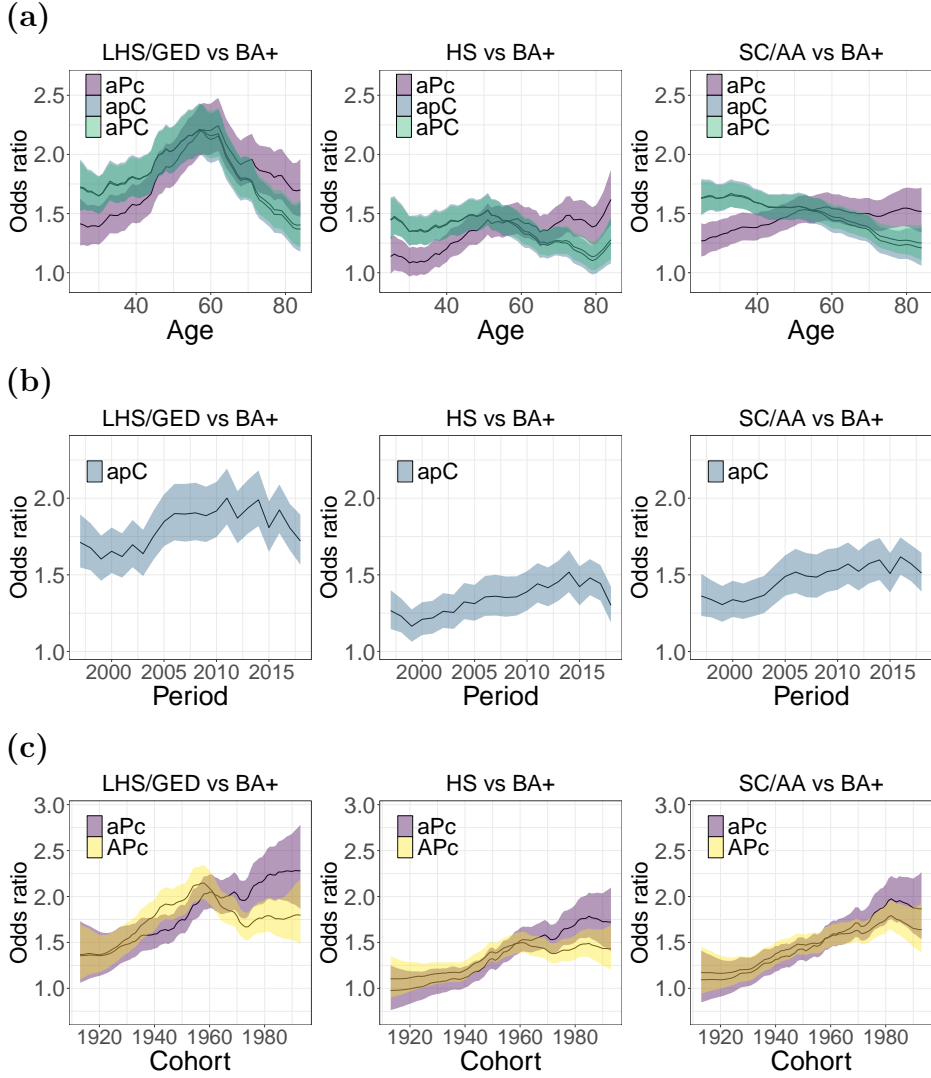 (a)
LHS/GED vs BA+ HS vs BA+ SC/AA vs BA+
aPc
apC
aPC
aPc
apC
aPC
aPc
apC
aPC
Odds ratio
2.5
2.0
1.5
1.0
Odds ratio
2.5
2.0
1.5
1.0
Odds ratio
2.5
2.0
1.5
1.0
40 60 80 40 60 80 40 60 80
Age Age Age
(b)
LHS/GED vs BA+ HS vs BA+ SC/AA vs BA+
apC apC apC
Odds ratio
2.0
1.5
1.0
Odds ratio
2.0
1.5
1.0
Odds ratio
2.0
1.5
1.0
2000 2005 2010 2015 2000 2005 2010 2015 2000 2005 2010 2015
Period Period Period
(c)
LHS/GED vs BA+ HS vs BA+ SC/AA vs BA+
aPc
APc
aPc
APc
aPc
APc
Odds ratio
3.0
2.5
2.0
1.5
1.0
Odds ratio
3.0
2.5
2.0
1.5
1.0
Odds ratio
3.0
2.5
2.0
1.5
1.0
1920 1940 1960 1980 1920 1940 1960 1980 1920 1940 1960 1980
Cohort Cohort Cohort